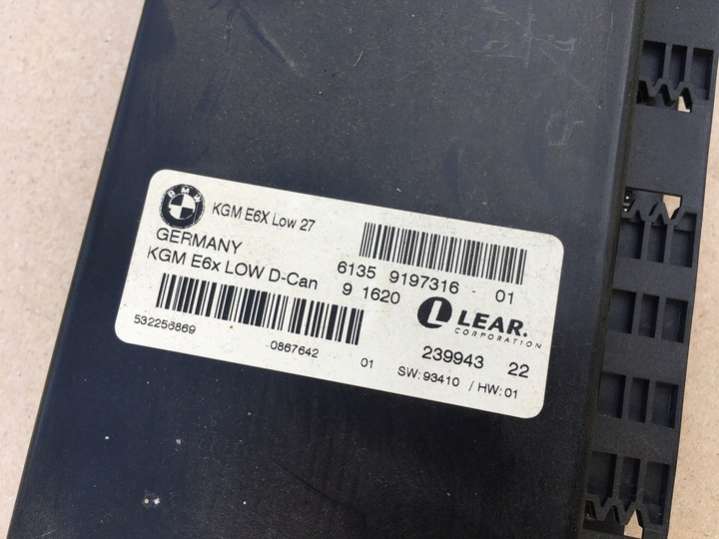 BMW
KGM E6X Low 27
GERMANY
KGM E6x LOW D-Can
6135 9197316 - 01
9 1620
LEAR.
CORPORATION
532256869
0867642 01
239943 22
SW: 93410 / HW: 01